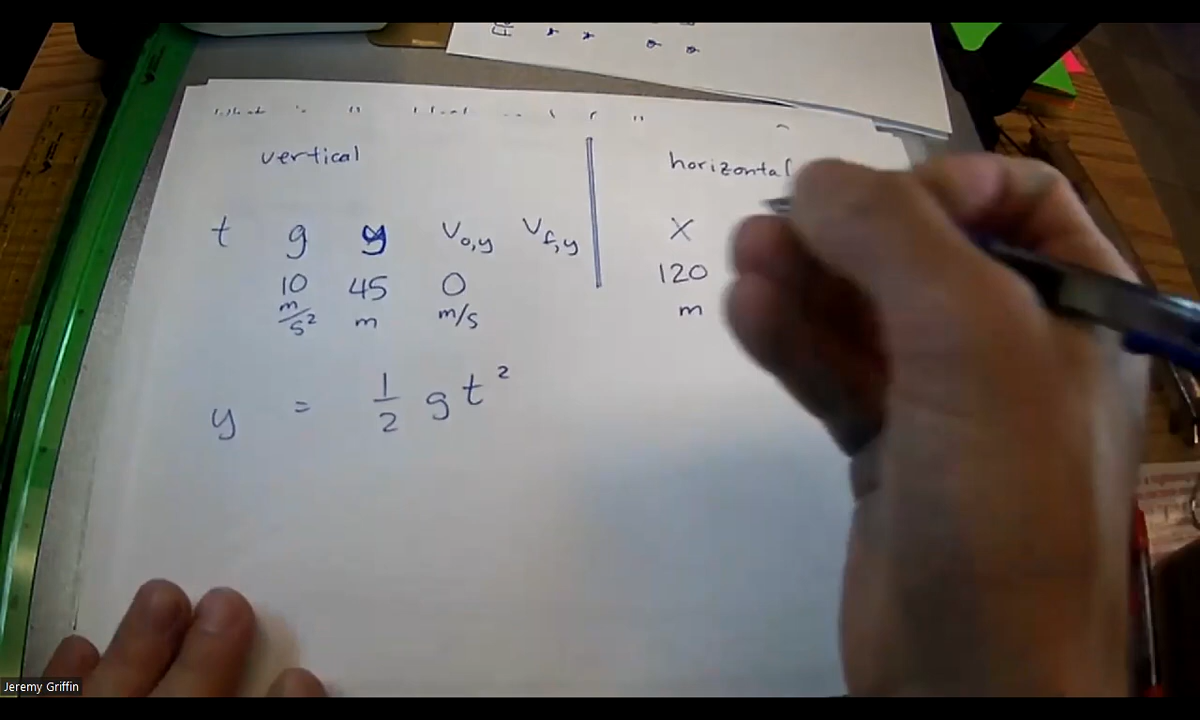 vertical horizontal
t g y V₀,y Vf,y X
10 45 0 120
m/s² m m/s m
y = 1/2 g t²
Jeremy Griffin